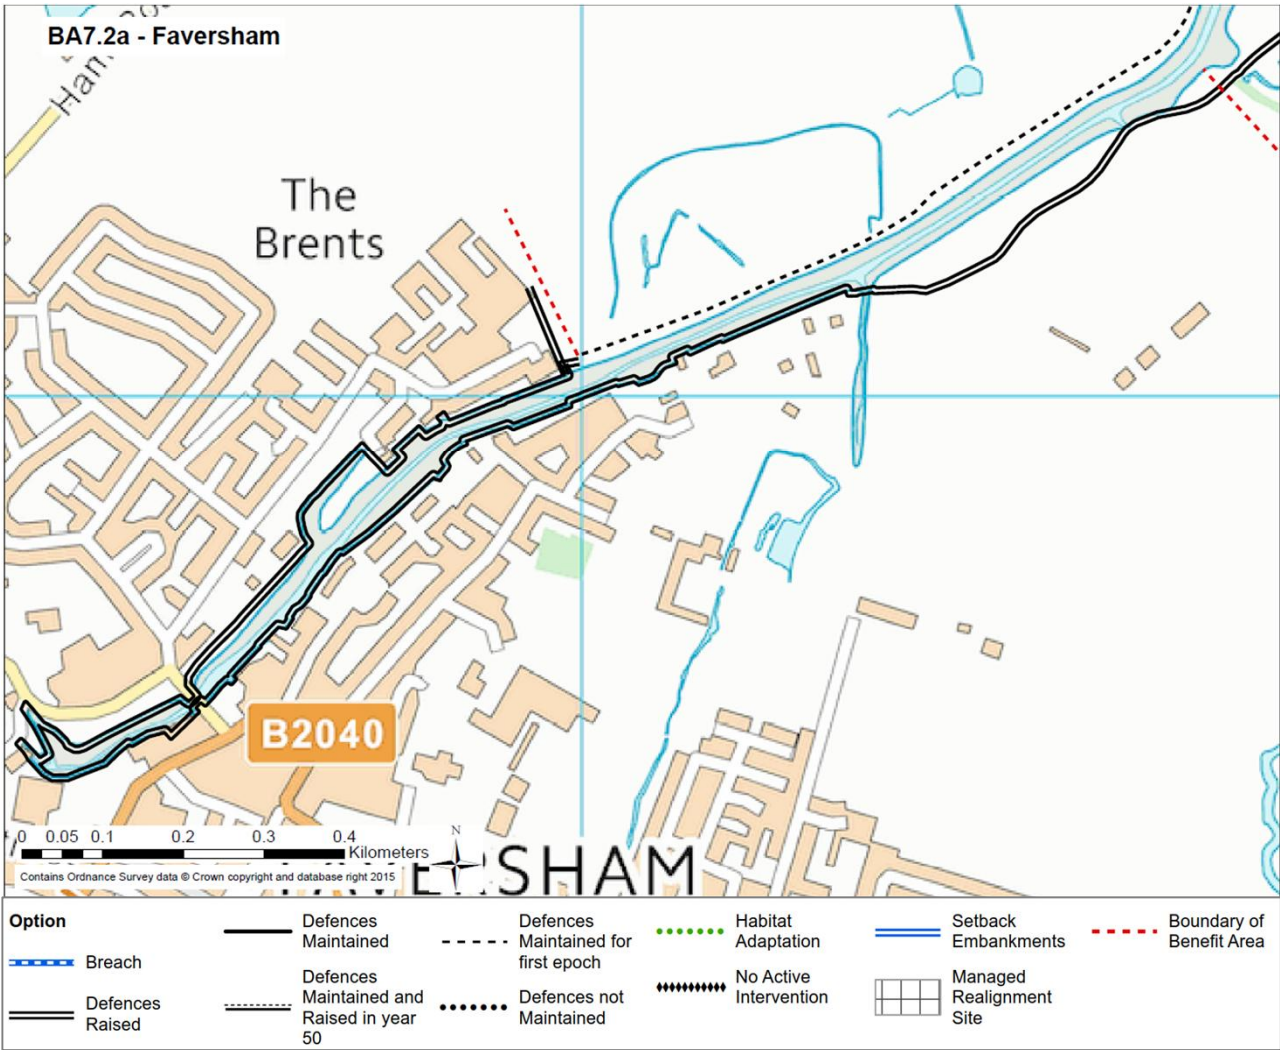 BA7.2a - Faversham
The
Brents
B2040
0 0.05 0.1 0.2 0.3 0.4
Kilometers
N
Contains Ordnance Survey data © Crown copyright and database right 2015
Option
Breach
Defences
Raised
Defences
Maintained
Defences
Maintained and
Raised in year
50
Defences
Maintained for
first epoch
Defences not
Maintained
Habitat
Adaptation
No Active
Intervention
Setback
Embankments
Managed
Realignment
Site
Boundary of
Benefit Area